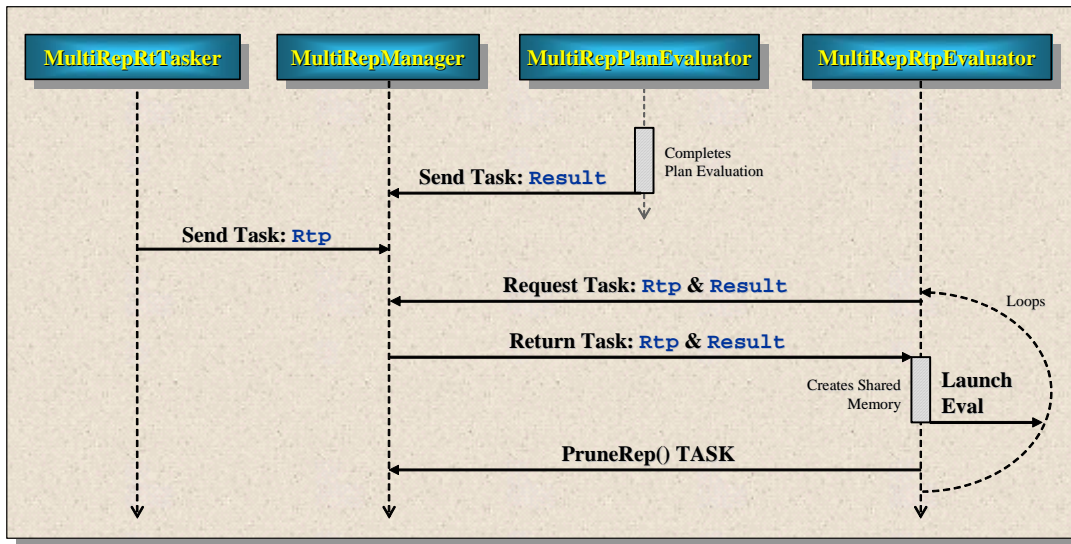 MultiRepRtTasker
MultiRepManager
MultiRepPlanEvaluator
MultiRepRtpEvaluator
Completes
Plan Evaluation
Send Task: Result
Send Task: Rtp
Request Task: Rtp & Result
Loops
Return Task: Rtp & Result
Creates Shared
Memory
Launch
Eval
PruneRep() TASK